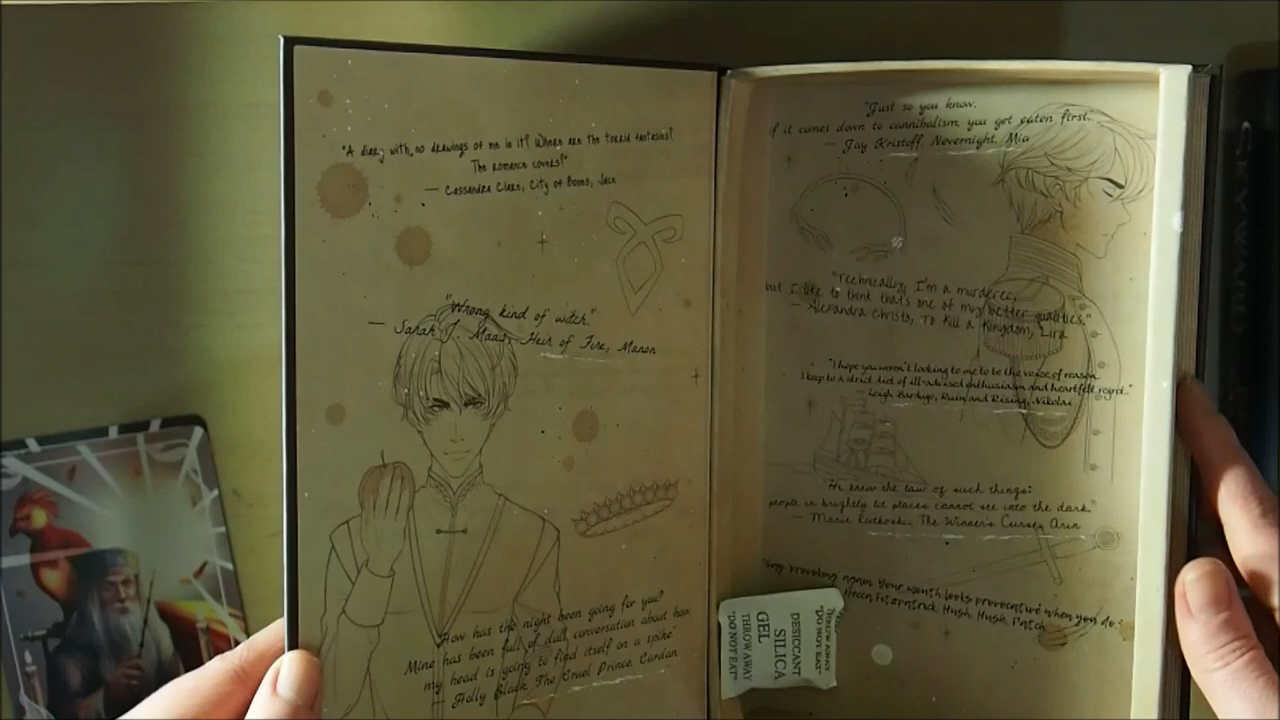 "A diary with no drawings of me in it? Where are the torrid fantasies?
The romance covers?"
— Cassandra Clare, City of Bones, Jace
"Wrong kind of witch."
— Sarah J. Maas, Heir of Fire, Manon
How has the night been going for you?
Mine has been full of dull conversation about how
my head is going to find itself on a spike."
— Holly Black, The Cruel Prince, Cardan
"Just so you know,
if it comes down to cannibalism, you get eaten first."
— Jay Kristoff, Nevernight, Mia
"Technically, I'm a murderer,
but I like to think that's one of my better qualities."
— Alexandra Christo, To Kill a Kingdom, Lira
"I hope you weren't looking to me to be the voice of reason.
I keep to a strict diet of ill-advised enthusiasm and heartfelt regret."
— Leigh Bardugo, Ruin and Rising, Nikolai
He knew the law of such things:
people in brightly lit places cannot see into the dark."
— Marie Rutkoski, The Winner's Curse, Arin
provoking again. Your mouth looks provocative when you do."
Becca Fitzpatrick, Hush, Hush, Patch
"DO NOT EAT"
THROW AWAY
GEL
SILICA
DESICCANT
THROW AWAY
"DO NOT EAT"
SKYWARD